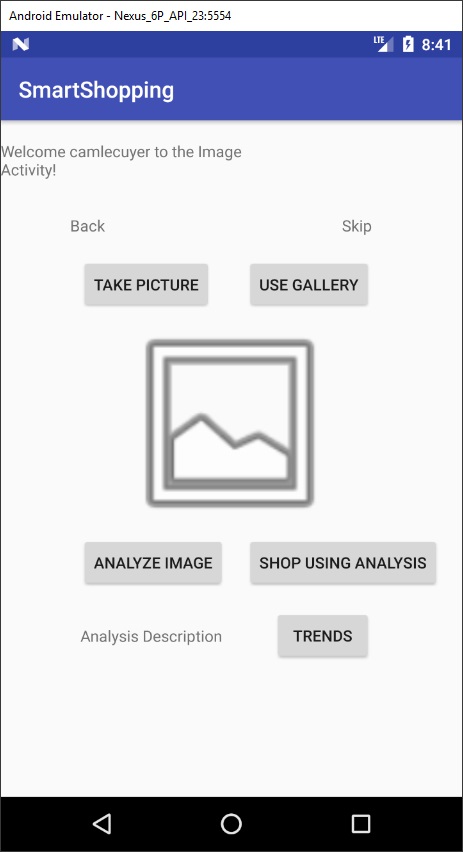 Android Emulator - Nexus_6P_API_23:5554
LTE 8:41
SmartShopping
Welcome camlecuyer to the Image
Activity!
Back Skip
TAKE PICTURE USE GALLERY
ANALYZE IMAGE SHOP USING ANALYSIS
Analysis Description TRENDS